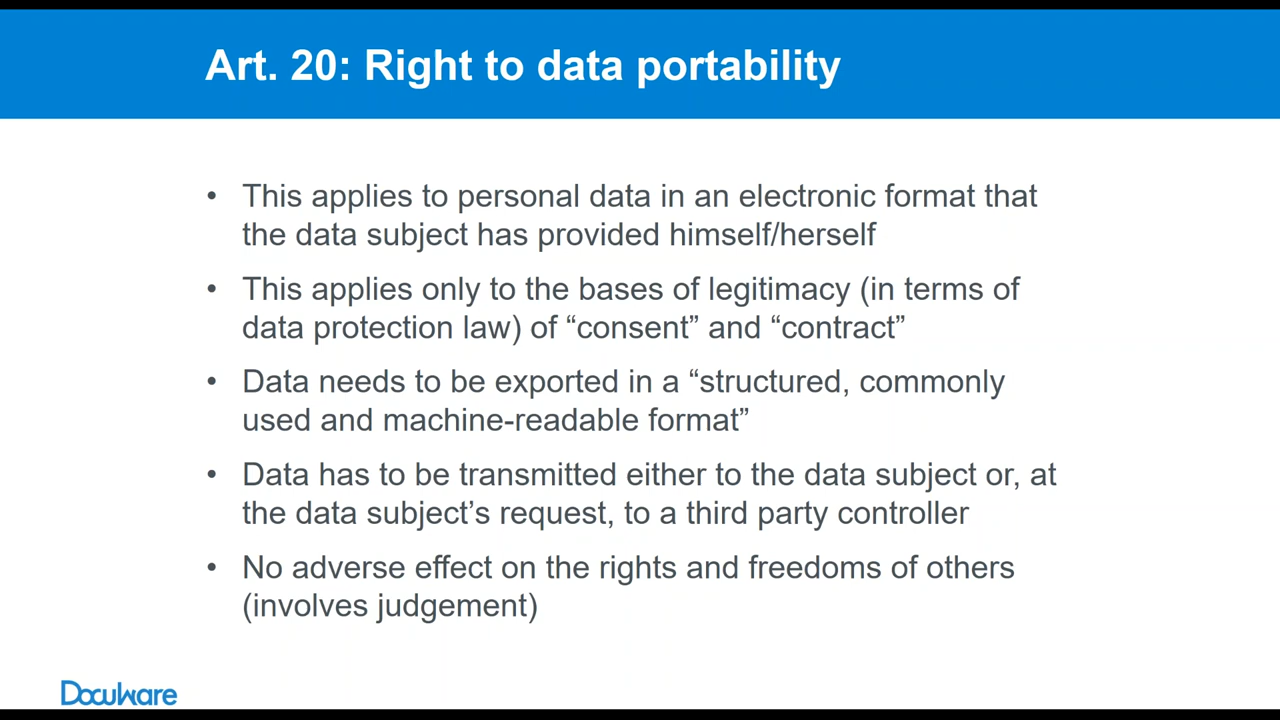 Art. 20: Right to data portability
• This applies to personal data in an electronic format that
the data subject has provided himself/herself
• This applies only to the bases of legitimacy (in terms of
data protection law) of “consent” and “contract”
• Data needs to be exported in a “structured, commonly
used and machine-readable format”
• Data has to be transmitted either to the data subject or, at
the data subject’s request, to a third party controller
• No adverse effect on the rights and freedoms of others
(involves judgement)
DocuWare